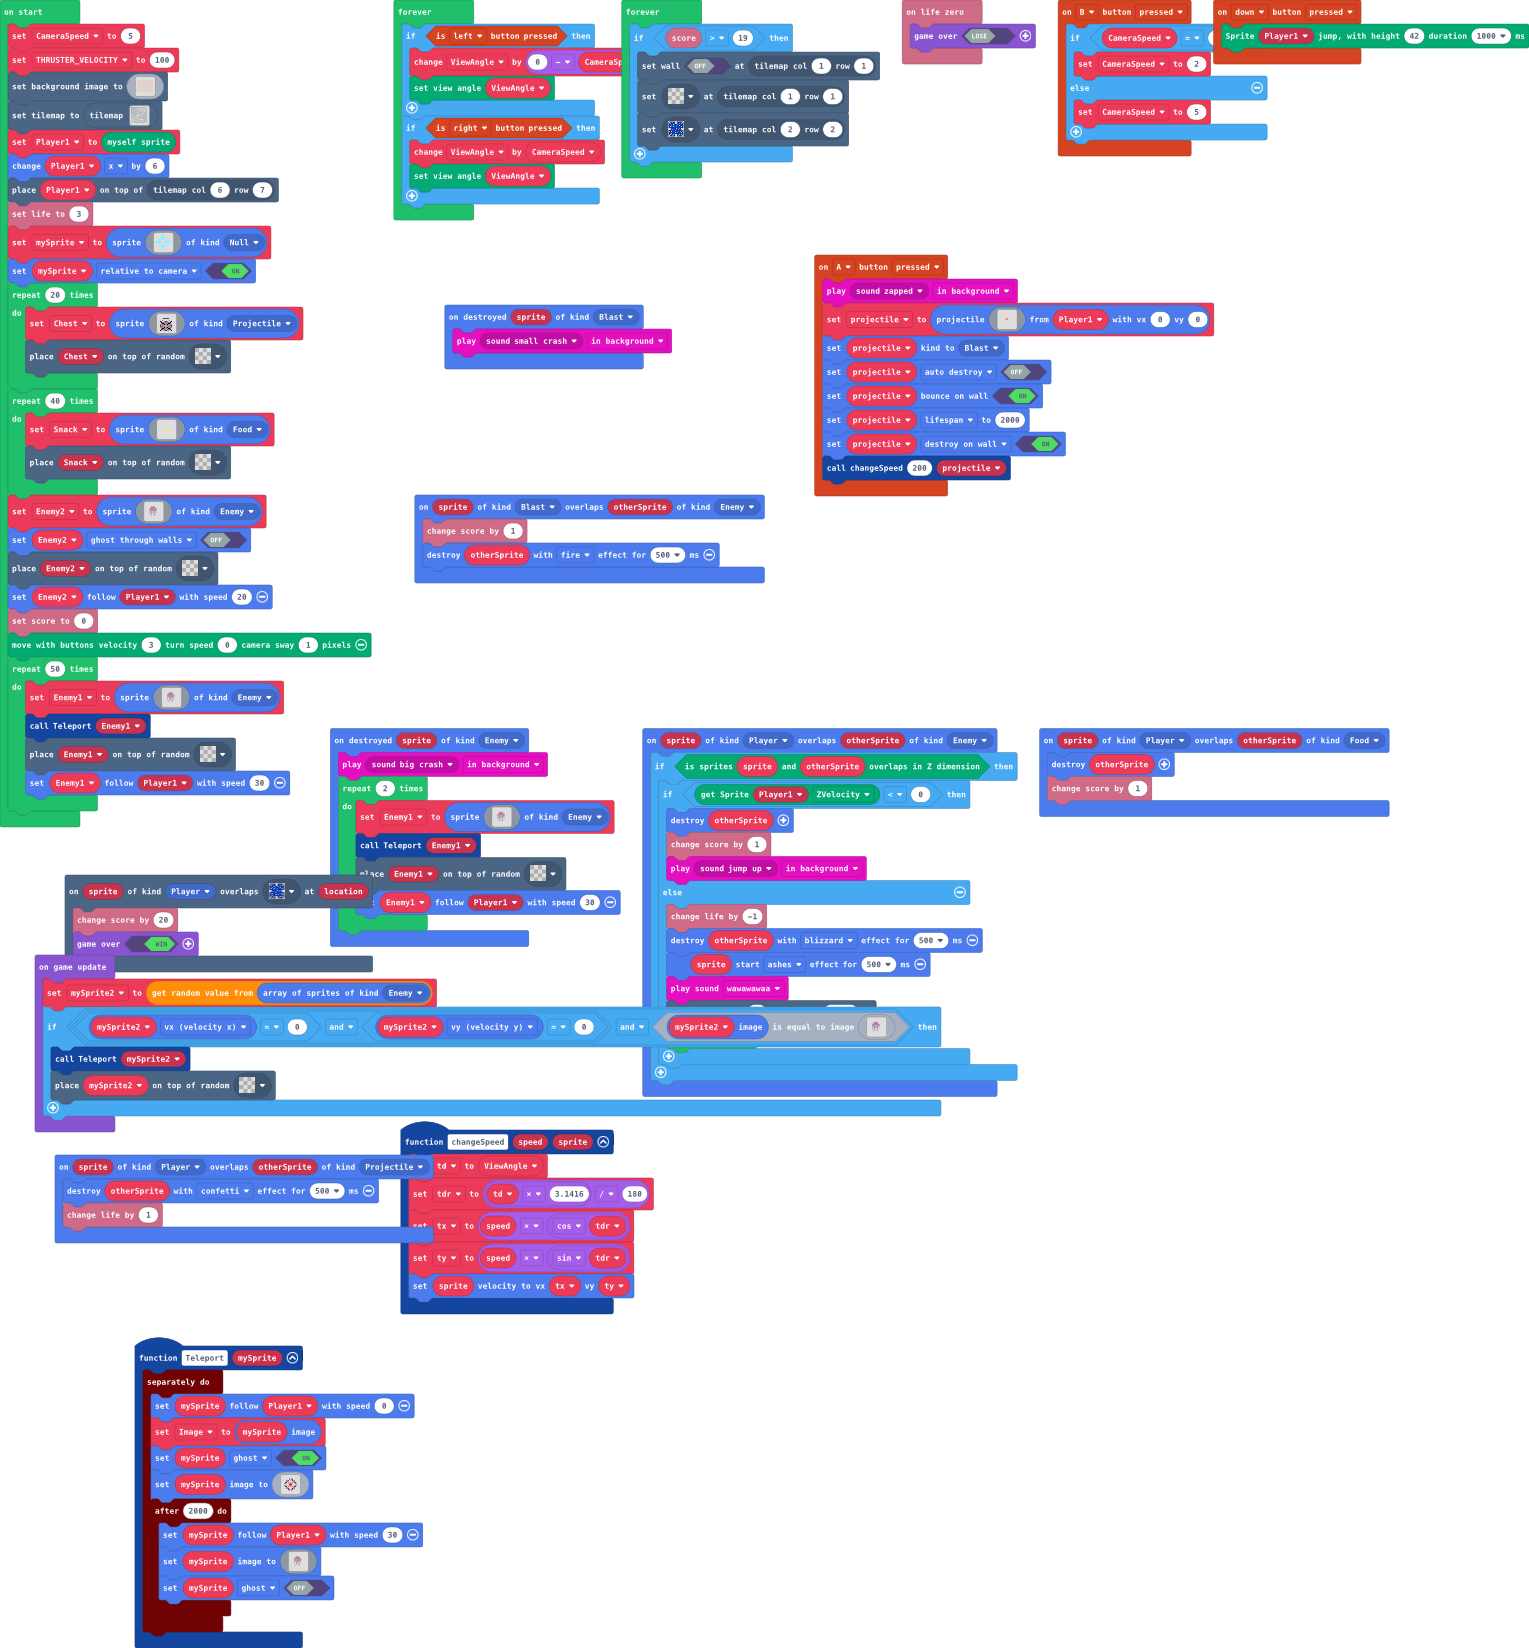 on start
set CameraSpeed to 5
set THRUSTER_VELOCITY to 100
set background image to
set tilemap to tilemap
set Player1 to myself sprite
change Player1 x by 6
place Player1 on top of tilemap col 6 row 7
set life to 3
set mySprite to sprite of kind Null
set mySprite relative to camera ON
repeat 20 times
do
set Chest to sprite of kind Projectile
place Chest on top of random
repeat 40 times
do
set Snack to sprite of kind Food
place Snack on top of random
set Enemy2 to sprite of kind Enemy
set Enemy2 ghost through walls OFF
place Enemy2 on top of random
set Enemy2 follow Player1 with speed 20
set score to 0
move with buttons velocity 3 turn speed 0 camera sway 1 pixels
repeat 50 times
do
set Enemy1 to sprite of kind Enemy
call Teleport Enemy1
place Enemy1 on top of random
set Enemy1 follow Player1 with speed 30
forever
if is left button pressed then
change ViewAngle by 0 -
set view angle ViewAngle
if is right button pressed then
change ViewAngle by CameraSpeed
set view angle ViewAngle
forever
if score > 19 then
set wall OFF at tilemap col 1 row 1
set at tilemap col 1 row 1
set at tilemap col 2 row 2
on life zero
game over LOSE
on B button pressed
if CameraSpeed =
set CameraSpeed to 2
else
set CameraSpeed to 5
on down button pressed
Sprite Player1 jump, with height 42 duration 1000 ms
on destroyed sprite of kind Blast
play sound small crash in background
on A button pressed
play sound zapped in background
set projectile to projectile from Player1 with vx 0 vy 0
set projectile kind to Blast
set projectile auto destroy OFF
set projectile bounce on wall ON
set projectile lifespan to 2000
set projectile destroy on wall ON
call changeSpeed 200 projectile
on sprite of kind Blast overlaps otherSprite of kind Enemy
change score by 1
destroy otherSprite with fire effect for 500 ms
on destroyed sprite of kind Enemy
play sound big crash in background
repeat 2 times
do
set Enemy1 to sprite of kind Enemy
call Teleport Enemy1
place Enemy1 on top of random
Enemy1 follow Player1 with speed 30
on sprite of kind Player overlaps otherSprite of kind Enemy
if is sprites sprite and otherSprite overlaps in Z dimension then
if get Sprite Player1 ZVelocity < 0 then
destroy otherSprite
change score by 1
play sound jump up in background
else
change life by -1
destroy otherSprite with blizzard effect for 500 ms
sprite start ashes effect for 500 ms
play sound wawawawaa
on sprite of kind Player overlaps otherSprite of kind Food
destroy otherSprite
change score by 1
on sprite of kind Player overlaps at location
change score by 20
game over WIN
on game update
set mySprite2 to get random value from array of sprites of kind Enemy
if mySprite2 vx (velocity x) = 0 and mySprite2 vy (velocity y) = 0 and mySprite2 image is equal to image then
call Teleport mySprite2
place mySprite2 on top of random
function changeSpeed speed sprite
td to ViewAngle
set tdr to td × 3.1416 / 180
set tx to speed × cos tdr
set ty to speed × sin tdr
set sprite velocity to vx tx vy ty
on sprite of kind Player overlaps otherSprite of kind Projectile
destroy otherSprite with confetti effect for 500 ms
change life by 1
function Teleport mySprite
separately do
set mySprite follow Player1 with speed 0
set Image to mySprite image
set mySprite ghost ON
set mySprite image to
after 2000 do
set mySprite follow Player1 with speed 30
set mySprite image to
set mySprite ghost OFF